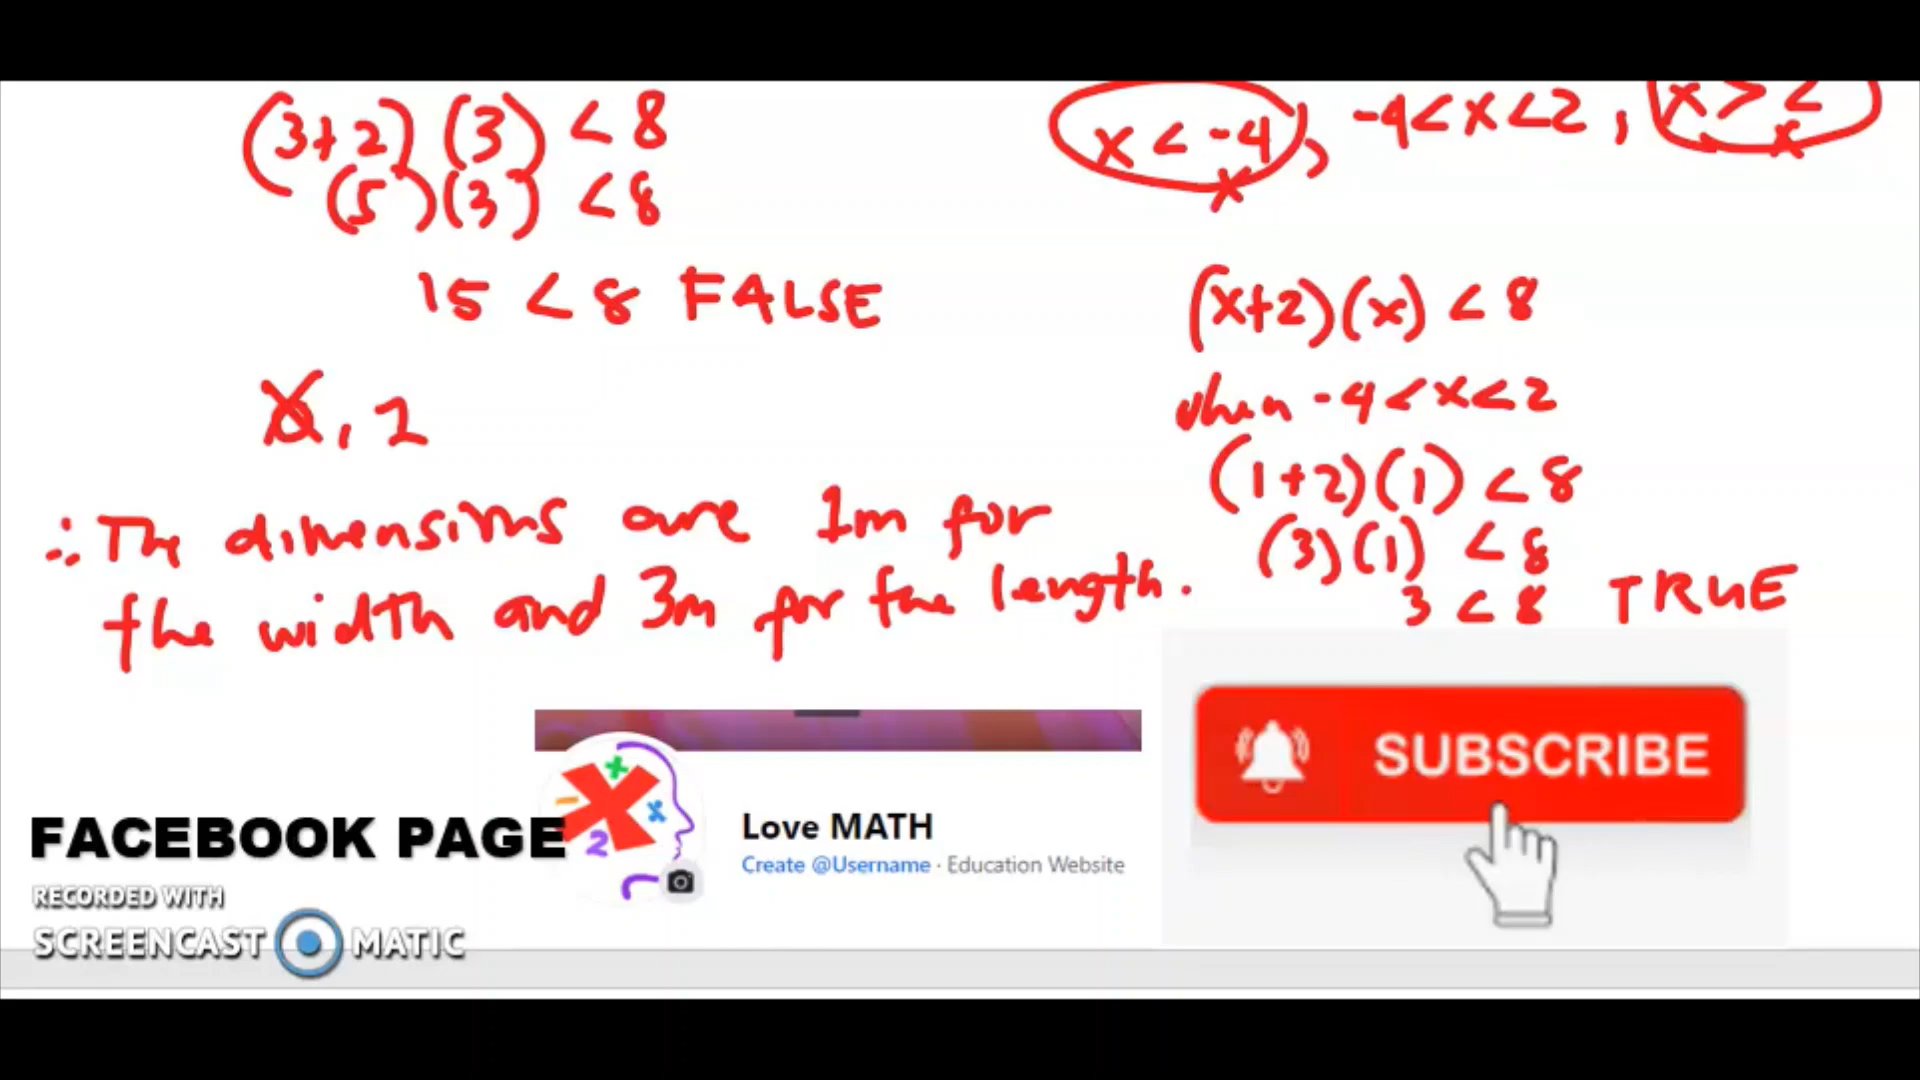 (3+2)(3) < 8
(5)(3) < 8
15 < 8 FALSE
, 2
∴ The dimensions are 1m for
the width and 3m for the length.
x < -4, -4 < x < 2, x >
(x+2)(x) < 8
when -4 < x < 2
(1+2)(1) < 8
(3)(1) < 8
3 < 8 TRUE
SUBSCRIBE
FACEBOOK PAGE
Love MATH
Create @Username · Education Website
RECORDED WITH
SCREENCAST MATIC